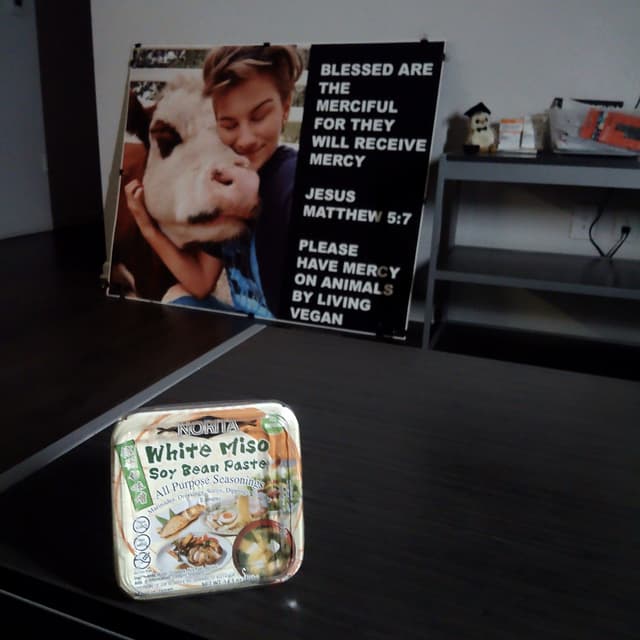 BLESSED ARE
THE
MERCIFUL
FOR THEY
WILL RECEIVE
MERCY
JESUS
MATTHEW 5:7
PLEASE
HAVE MERCY
ON ANIMALS
BY LIVING
VEGAN
NORITA
White Miso
Soy Bean Paste
All Purpose Seasonings